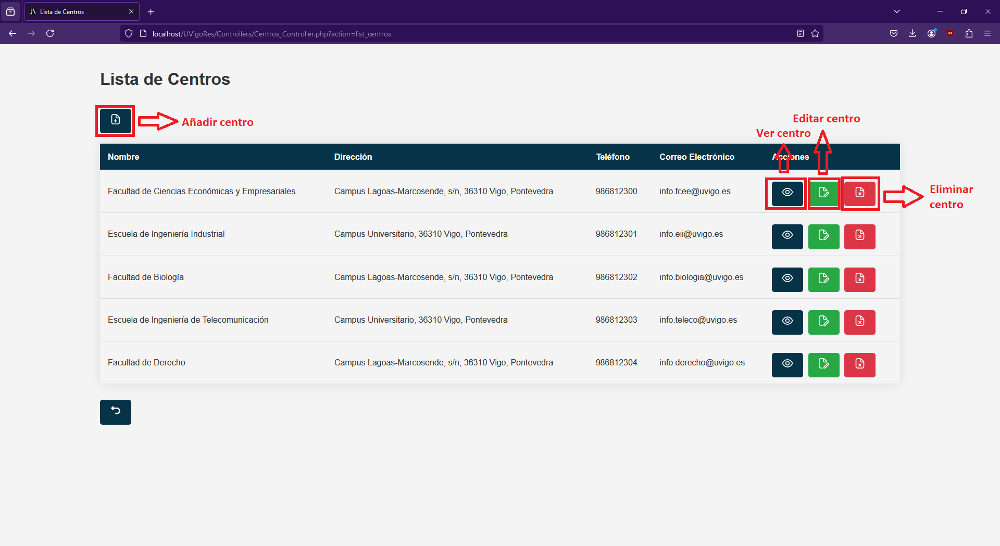 Lista de Centros
localhost/UVigoRes/Controllers/Centros_Controller.php?action=list_centros
Lista de Centros
Añadir centro
Editar centro
Ver centro
Nombre Dirección Teléfono Correo Electrónico Acciones
Facultad de Ciencias Económicas y Empresariales Campus Lagoas-Marcosende, s/n, 36310 Vigo, Pontevedra 986812300 info.fcee@uvigo.es
Eliminar
centro
Escuela de Ingeniería Industrial Campus Universitario, 36310 Vigo, Pontevedra 986812301 info.eii@uvigo.es
Facultad de Biología Campus Lagoas-Marcosende, s/n, 36310 Vigo, Pontevedra 986812302 info.biologia@uvigo.es
Escuela de Ingeniería de Telecomunicación Campus Universitario, 36310 Vigo, Pontevedra 986812303 info.teleco@uvigo.es
Facultad de Derecho Campus Lagoas-Marcosende, s/n, 36310 Vigo, Pontevedra 986812304 info.derecho@uvigo.es